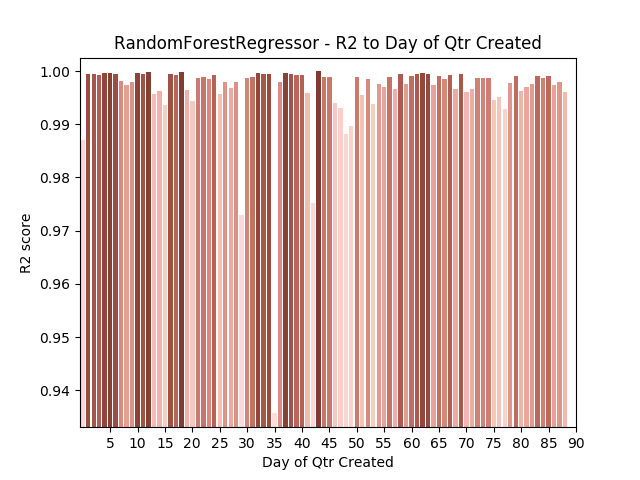 RandomForestRegressor - R2 to Day of Qtr Created
1.00
0.99
0.98
0.97
0.96
0.95
0.94
R2 score
5 10 15 20 25 30 35 40 45 50 55 60 65 70 75 80 85 90
Day of Qtr Created